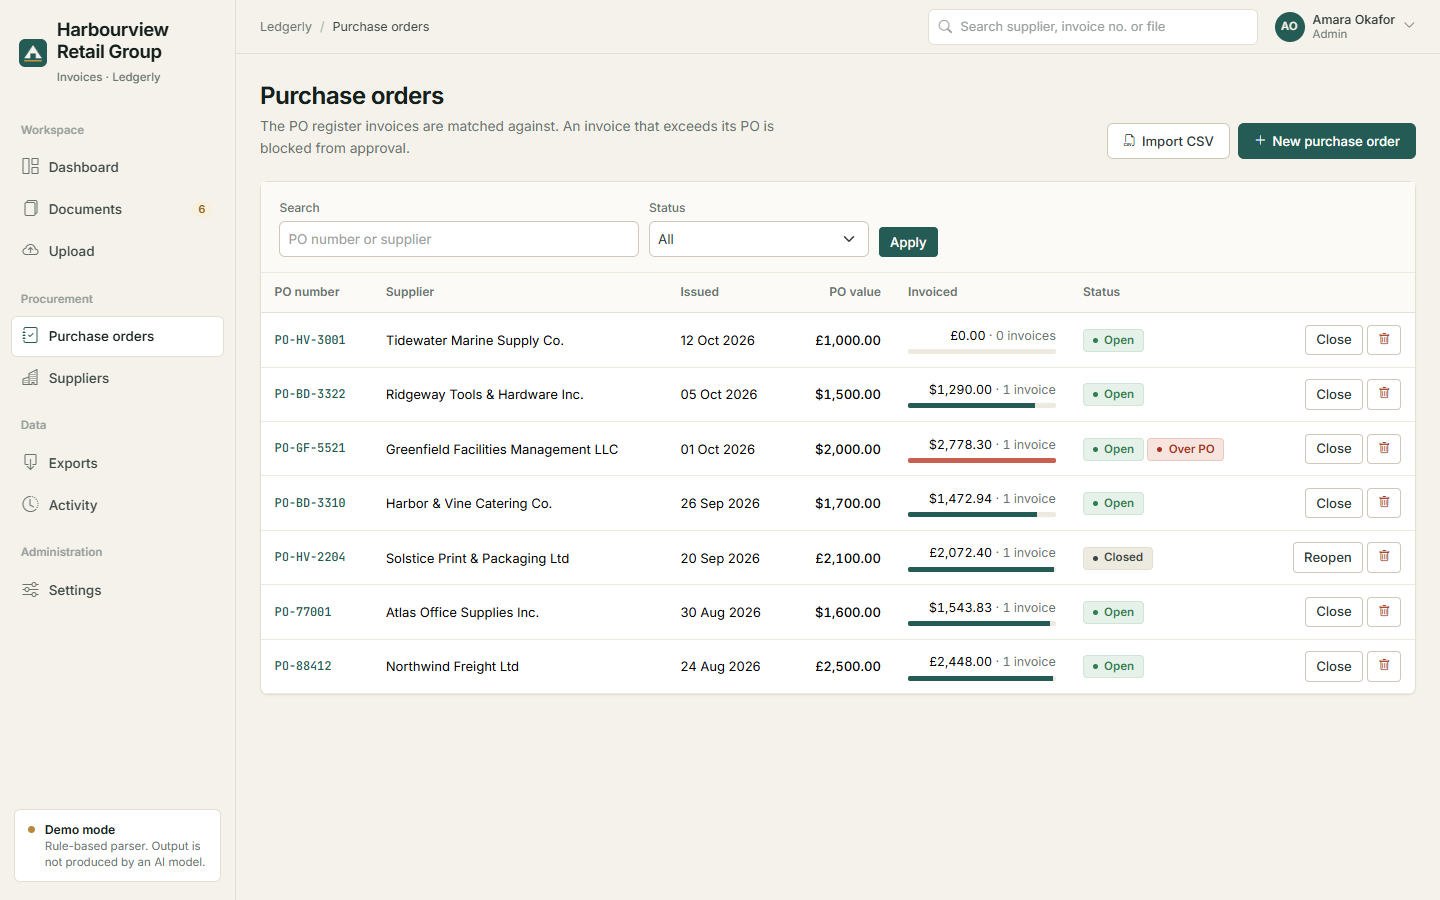 Harbourview
Retail Group
Invoices · Ledgerly
Workspace
Dashboard
Documents 6
Upload
Procurement
Purchase orders
Suppliers
Data
Exports
Activity
Administration
Settings
Demo mode
Rule-based parser. Output is
not produced by an AI model.
Ledgerly / Purchase orders
Search supplier, invoice no. or file
AO
Amara Okafor
Admin
Purchase orders
The PO register invoices are matched against. An invoice that exceeds its PO is
blocked from approval.
Import CSV
+ New purchase order
Search
PO number or supplier
Status
All
Apply
PO number Supplier Issued PO value Invoiced Status
PO-HV-3001 Tidewater Marine Supply Co. 12 Oct 2026 £1,000.00 £0.00 · 0 invoices Open Close
PO-BD-3322 Ridgeway Tools & Hardware Inc. 05 Oct 2026 $1,500.00 $1,290.00 · 1 invoice Open Close
PO-GF-5521 Greenfield Facilities Management LLC 01 Oct 2026 $2,000.00 $2,778.30 · 1 invoice Open Over PO Close
PO-BD-3310 Harbor & Vine Catering Co. 26 Sep 2026 $1,700.00 $1,472.94 · 1 invoice Open Close
PO-HV-2204 Solstice Print & Packaging Ltd 20 Sep 2026 £2,100.00 £2,072.40 · 1 invoice Closed Reopen
PO-77001 Atlas Office Supplies Inc. 30 Aug 2026 $1,600.00 $1,543.83 · 1 invoice Open Close
PO-88412 Northwind Freight Ltd 24 Aug 2026 £2,500.00 £2,448.00 · 1 invoice Open Close